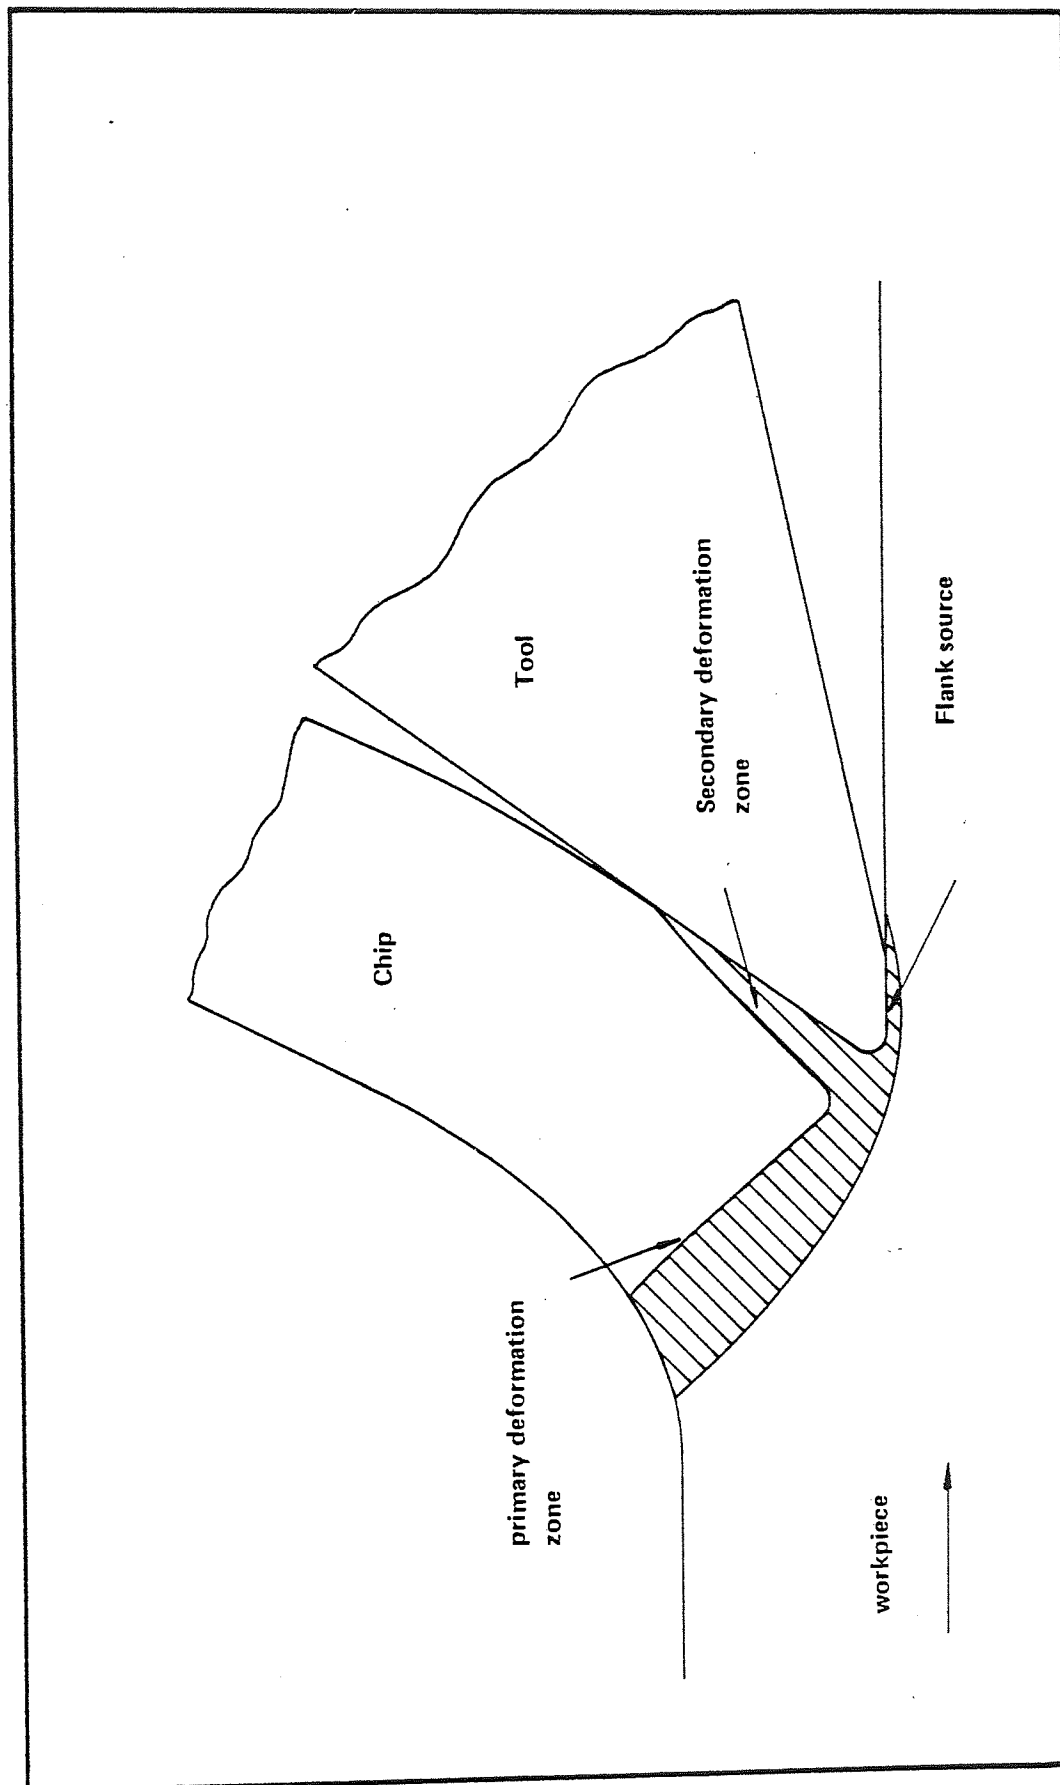 Chip
Tool
primary deformation
zone
Secondary deformation
zone
workpiece
Flank source